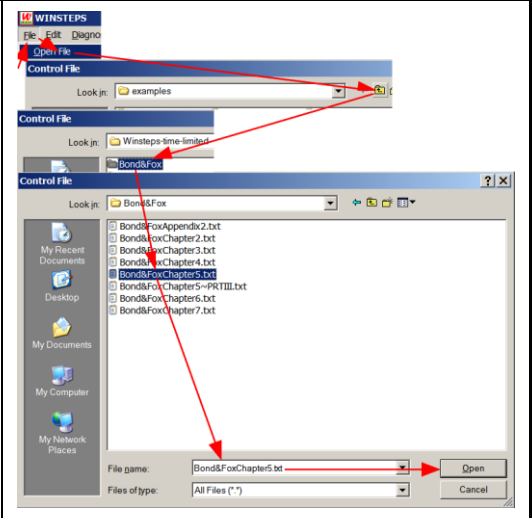 WINSTEPS
File Edit Diagno
Open File
Control File
Look in: examples
Control File
Look in: Winsteps-time-limited
Bond&Fox
Control File
Look in: Bond&Fox
Bond&FoxAppendix2.txt
Bond&FoxChapter2.txt
Bond&FoxChapter3.txt
Bond&FoxChapter4.txt
Bond&FoxChapter5.txt
Bond&FoxChapter5~PRTIII.txt
Bond&FoxChapter6.txt
Bond&FoxChapter7.txt
My Recent
Documents
Desktop
My Documents
My Computer
My Network
Places
File name: Bond&FoxChapter5.txt Open
Files of type: All Files (*.*) Cancel